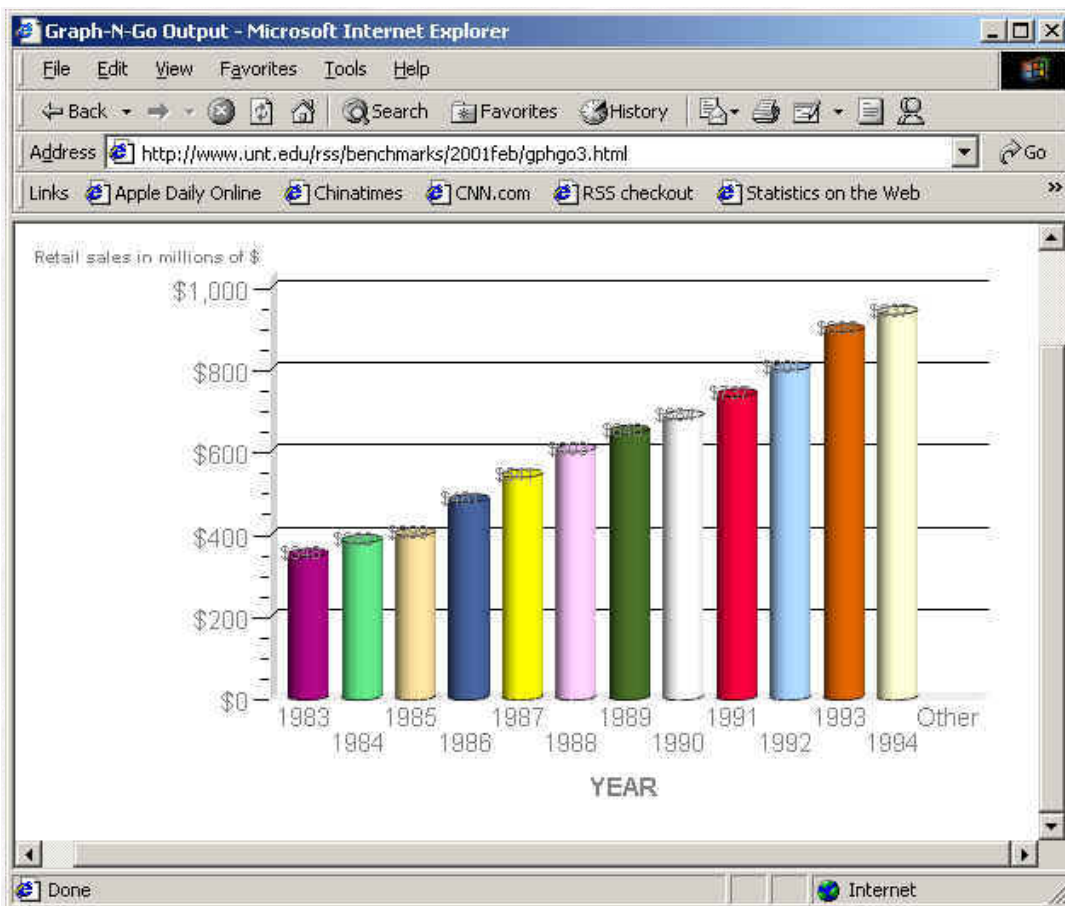 Graph-N-Go Output - Microsoft Internet Explorer
File Edit View Favorites Tools Help
Back Search Favorites History
Address http://www.unt.edu/rss/benchmarks/2001feb/gphgo3.html Go
Links Apple Daily Online Chinatimes CNN.com RSS checkout Statistics on the Web »
Retail sales in millions of $
$1,000
$800
$600
$400
$200
$0
1983 1985 1987 1989 1991 1993 Other
1984 1986 1988 1990 1992 1994
YEAR
Done Internet